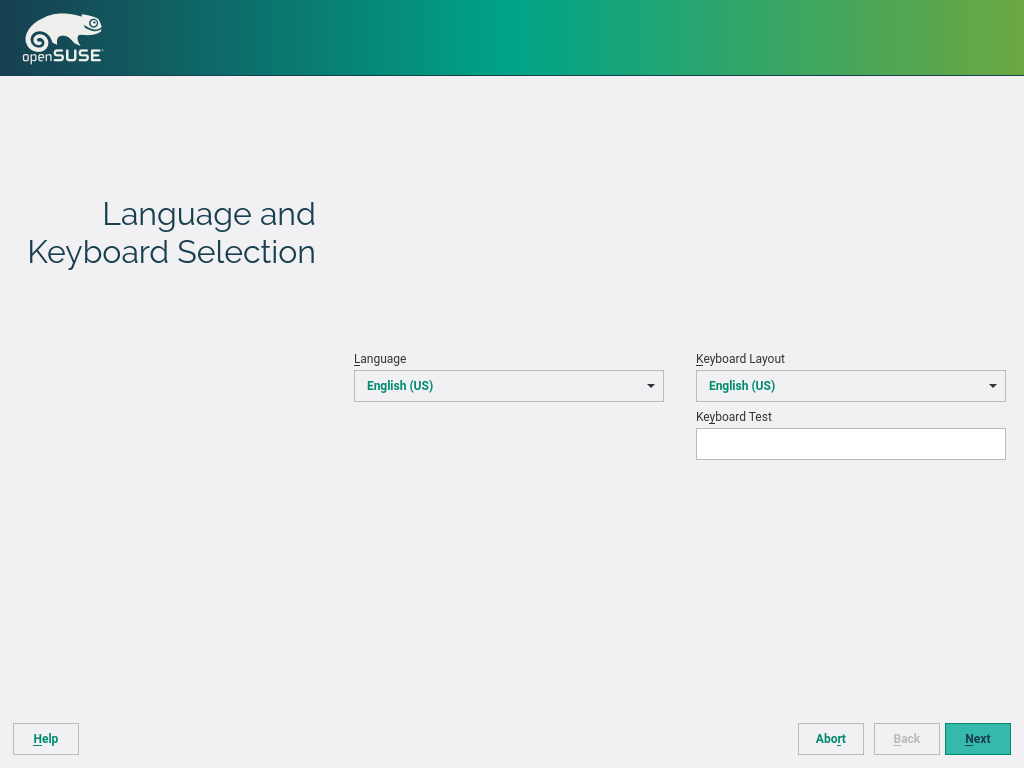 openSUSE
Language and
Keyboard Selection
Language
Keyboard Layout
English (US)
English (US)
Keyboard Test
Help
Abort
Back
Next